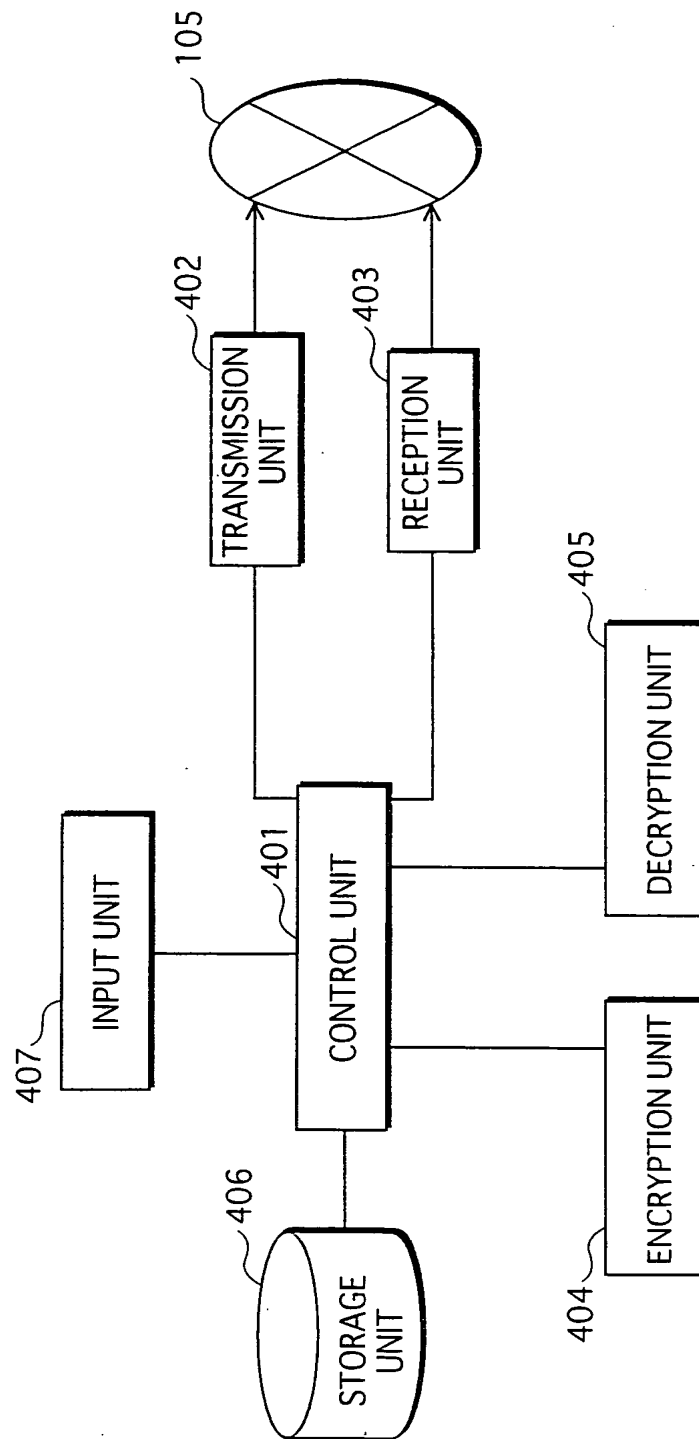 407
INPUT UNIT
406
STORAGE
UNIT
401
CONTROL UNIT
402
TRANSMISSION
UNIT
403
RECEPTION
UNIT
105
404
ENCRYPTION UNIT
405
DECRYPTION UNIT